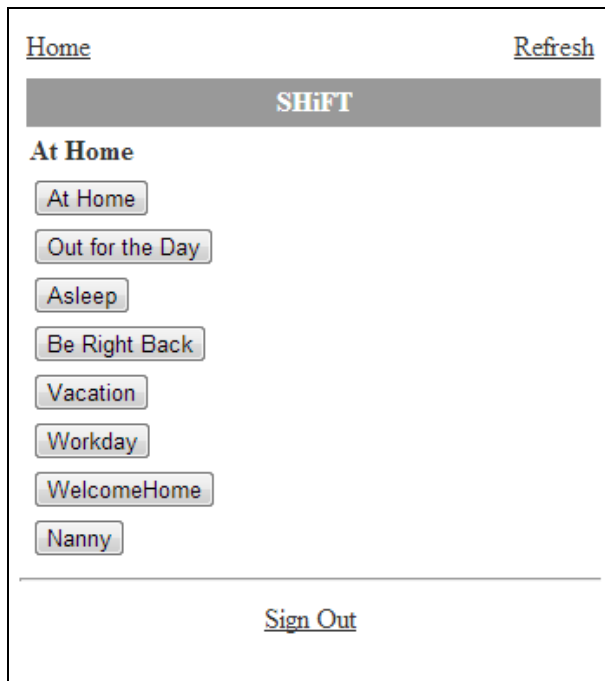 Home Refresh
SHiFT
At Home
At Home
Out for the Day
Asleep
Be Right Back
Vacation
Workday
WelcomeHome
Nanny
Sign Out